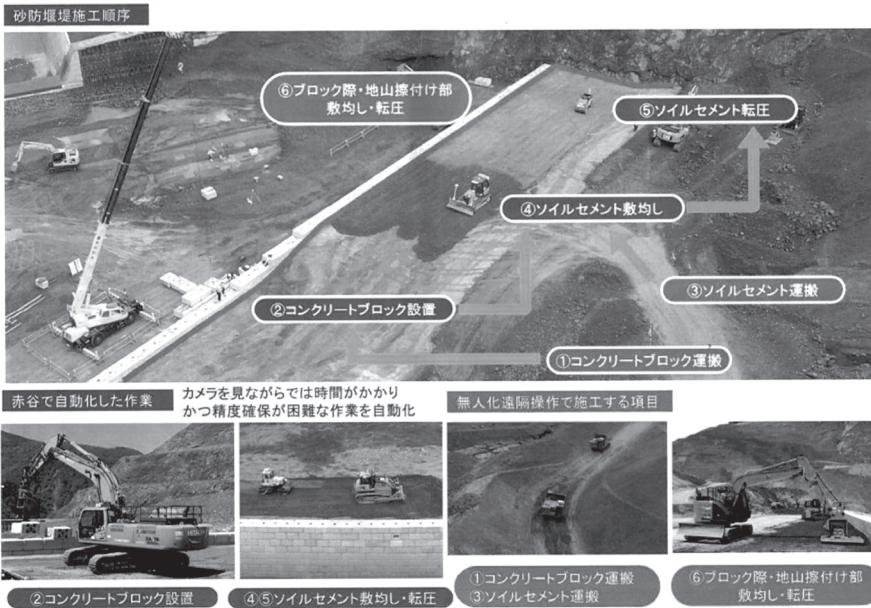 砂防堰堤施工順序
⑥ブロック際・地山擦付け部
敷均し・転圧
⑤ソイルセメント転圧
④ソイルセメント敷均し
③ソイルセメント運搬
②コンクリートブロック設置
①コンクリートブロック運搬
赤谷で自動化した作業
カメラを見ながらでは時間がかかり
かつ精度確保が困難な作業を自動化
無人化遠隔操作で施工する項目
②コンクリートブロック設置
④⑤ソイルセメント敷均し・転圧
①コンクリートブロック運搬
③ソイルセメント運搬
⑥ブロック際・地山擦付け部
敷均し・転圧